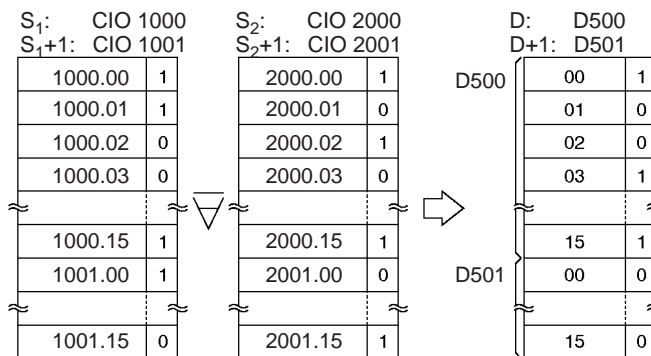 S₁: CIO 1000 S₂: CIO 2000 D: D500
S₁+1: CIO 1001 S₂+1: CIO 2001 D+1: D501
1000.00 1 2000.00 1 D500 00 1
1000.01 1 2000.01 0 01 0
1000.02 0 2000.02 1 02 0
1000.03 0 2000.03 0 03 1
1000.15 1 2000.15 1 15 1
1001.00 1 2001.00 0 D501 00 0
1001.15 0 2001.15 1 15 0